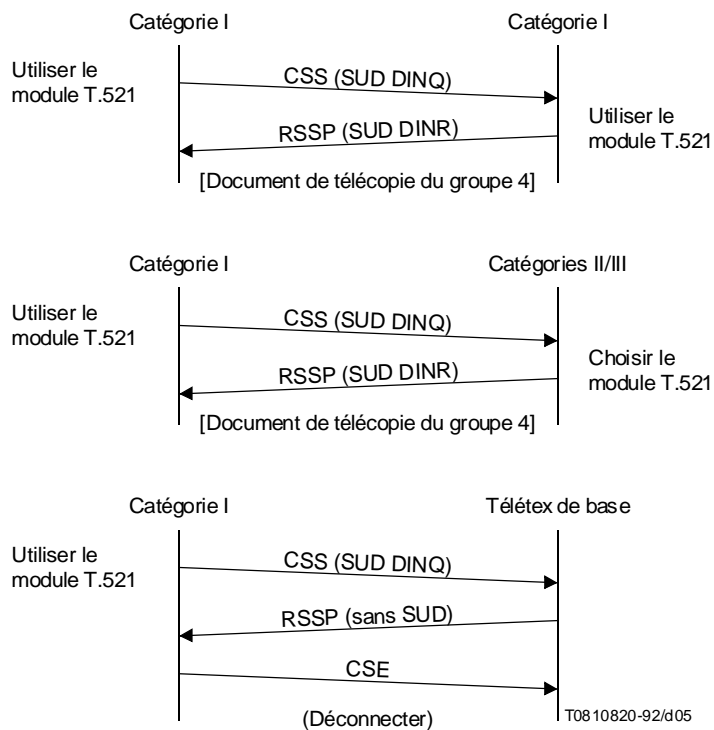 Catégorie I
Catégorie I
Utiliser le
module T.521
CSS (SUD DINQ)
Utiliser le
module T.521
RSSP (SUD DINR)
[Document de télécopie du groupe 4]
Catégorie I
Catégories II/III
Utiliser le
module T.521
CSS (SUD DINQ)
Choisir le
module T.521
RSSP (SUD DINR)
[Document de télécopie du groupe 4]
Catégorie I
Télétex de base
Utiliser le
module T.521
CSS (SUD DINQ)
RSSP (sans SUD)
CSE
(Déconnecter)
T0810820-92/d05